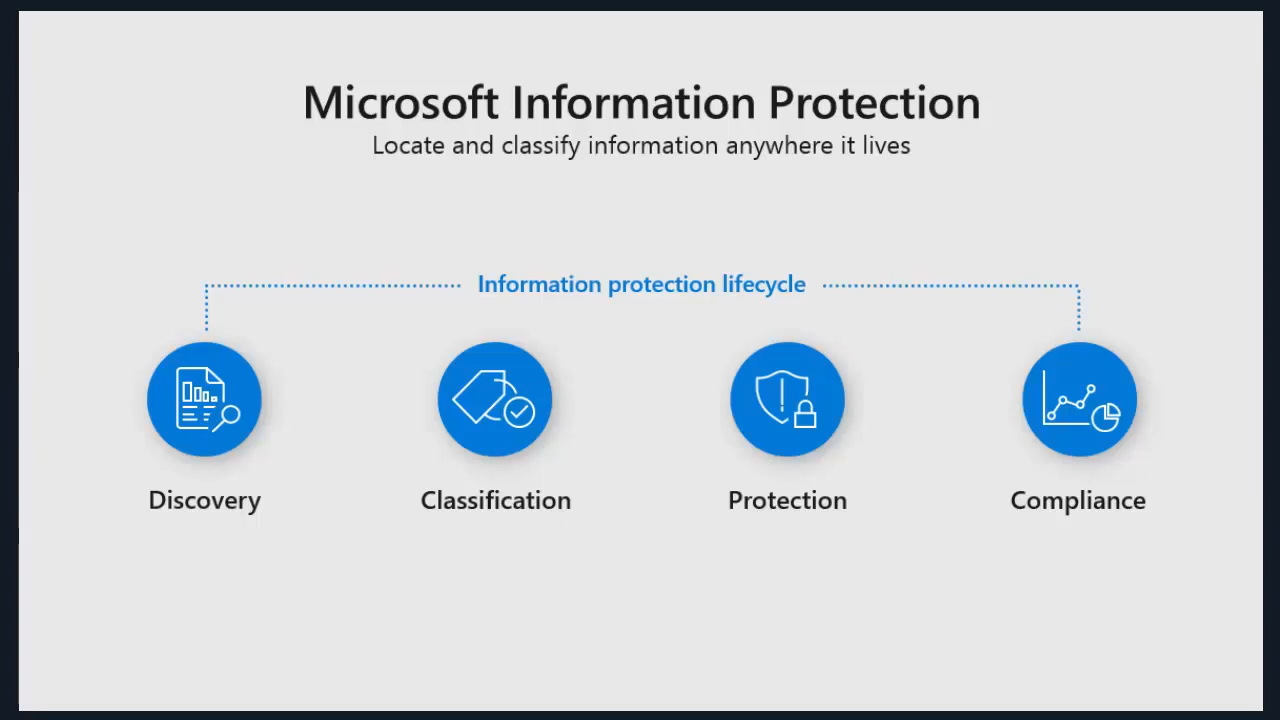 Microsoft Information Protection
Locate and classify information anywhere it lives
Information protection lifecycle
Discovery
Classification
Protection
Compliance